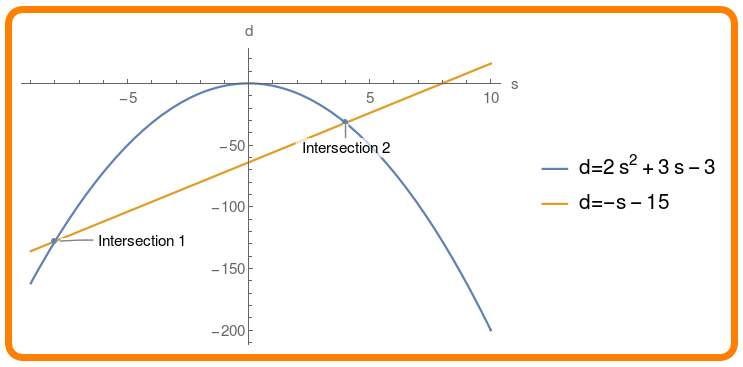 d
s
−5
5
10
−50
−100
−150
−200
Intersection 2
Intersection 1
d=2 s² + 3 s − 3
d=−s − 15